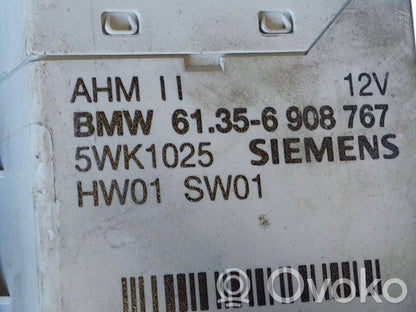 AHM II 12V
BMW 61.35-6 908 767
5WK1025 SIEMENS
HW01 SW01
Ovoko